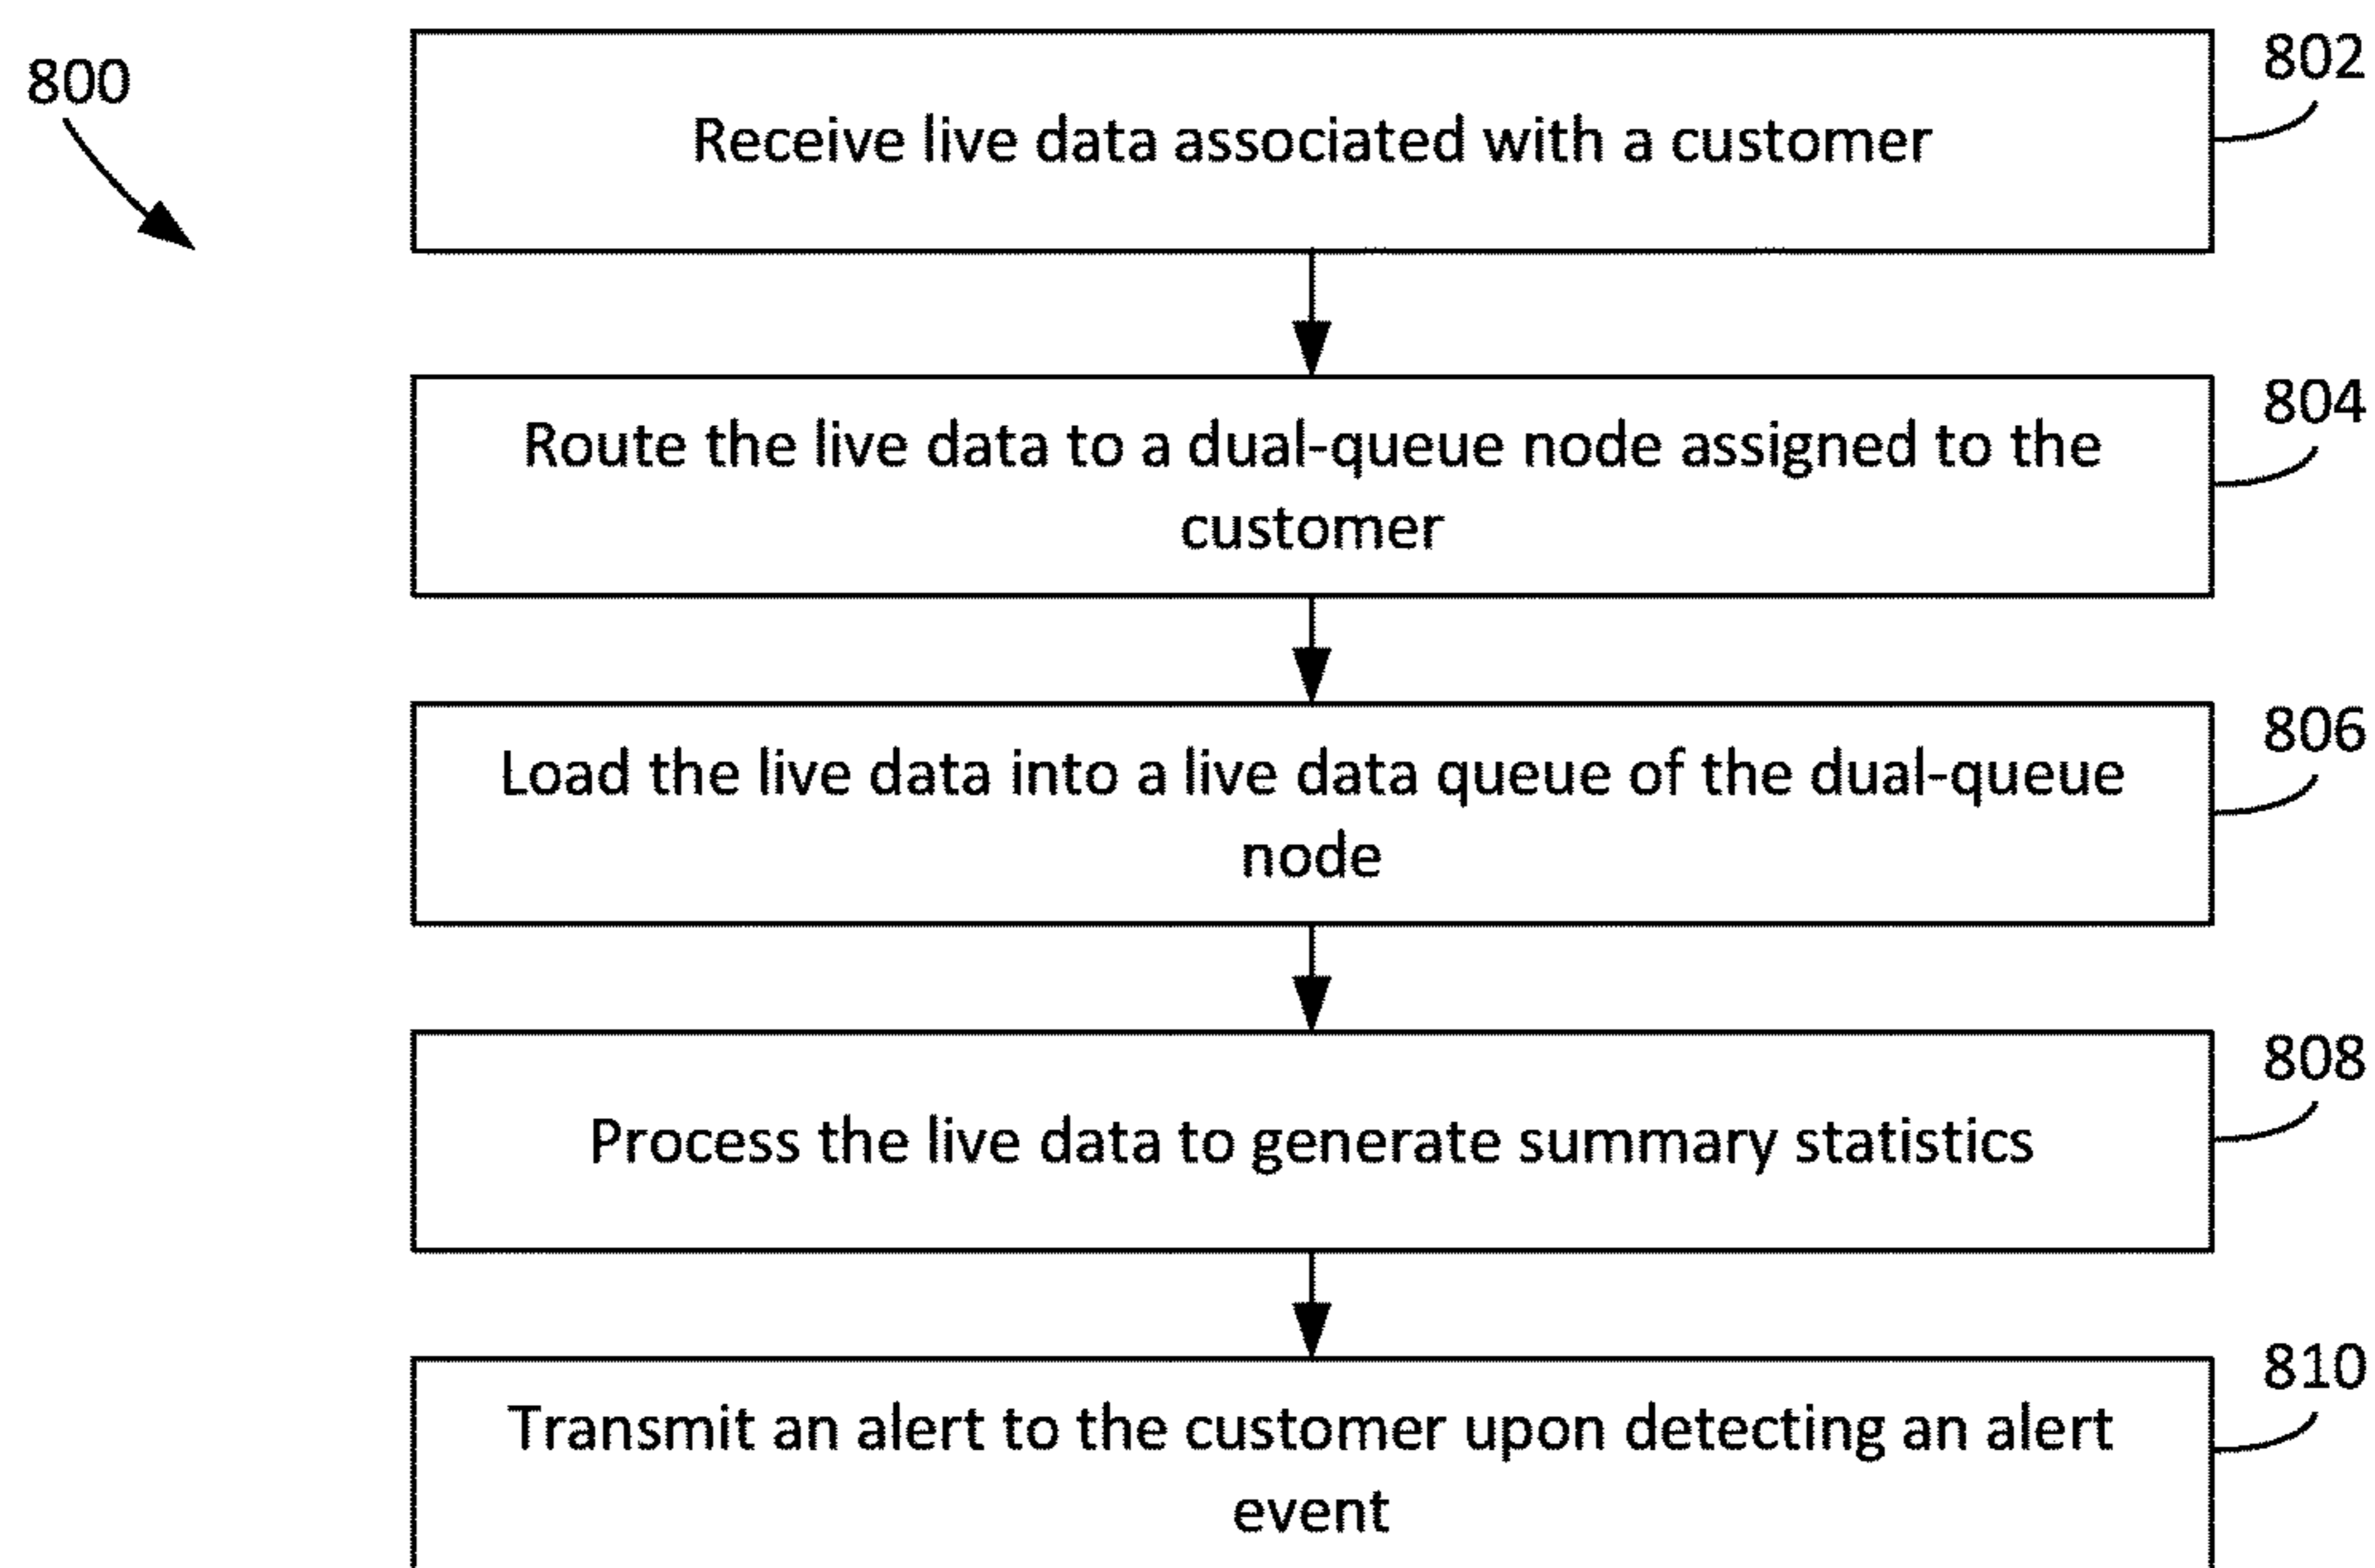 800
802
Receive live data associated with a customer
804
Route the live data to a dual-queue node assigned to the
customer
806
Load the live data into a live data queue of the dual-queue
node
808
Process the live data to generate summary statistics
810
Transmit an alert to the customer upon detecting an alert
event